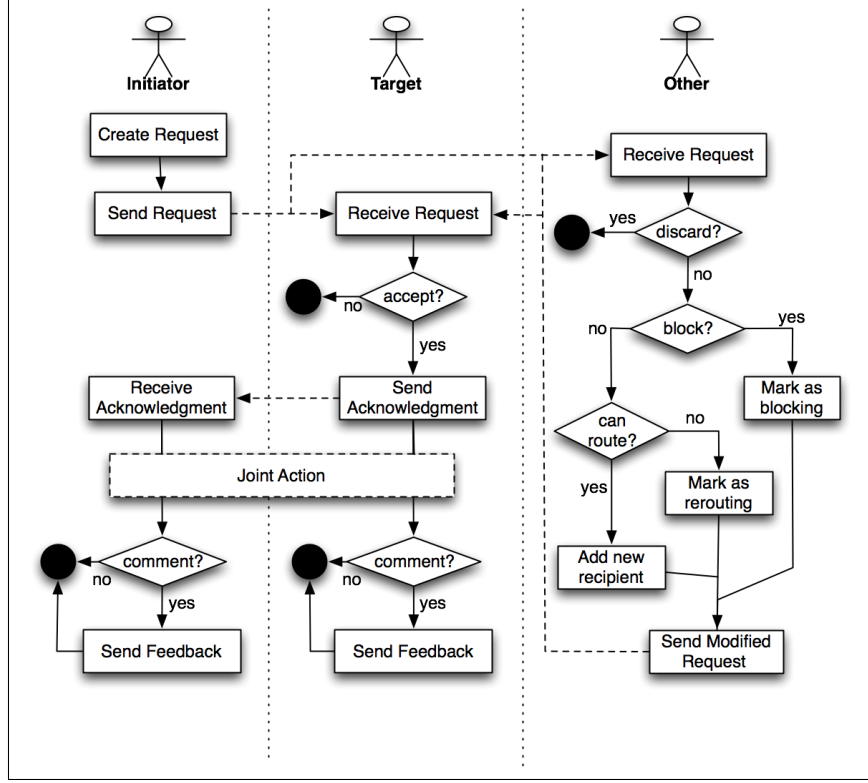 Initiator
Target
Other
Create Request
Send Request
Receive Request
accept?
no
yes
Receive
Acknowledgment
Send
Acknowledgment
Joint Action
comment?
no
yes
Send Feedback
comment?
no
yes
Send Feedback
Receive Request
discard?
yes
no
block?
no
yes
Mark as
blocking
can
route?
no
yes
Mark as
rerouting
Add new
recipient
Send Modified
Request